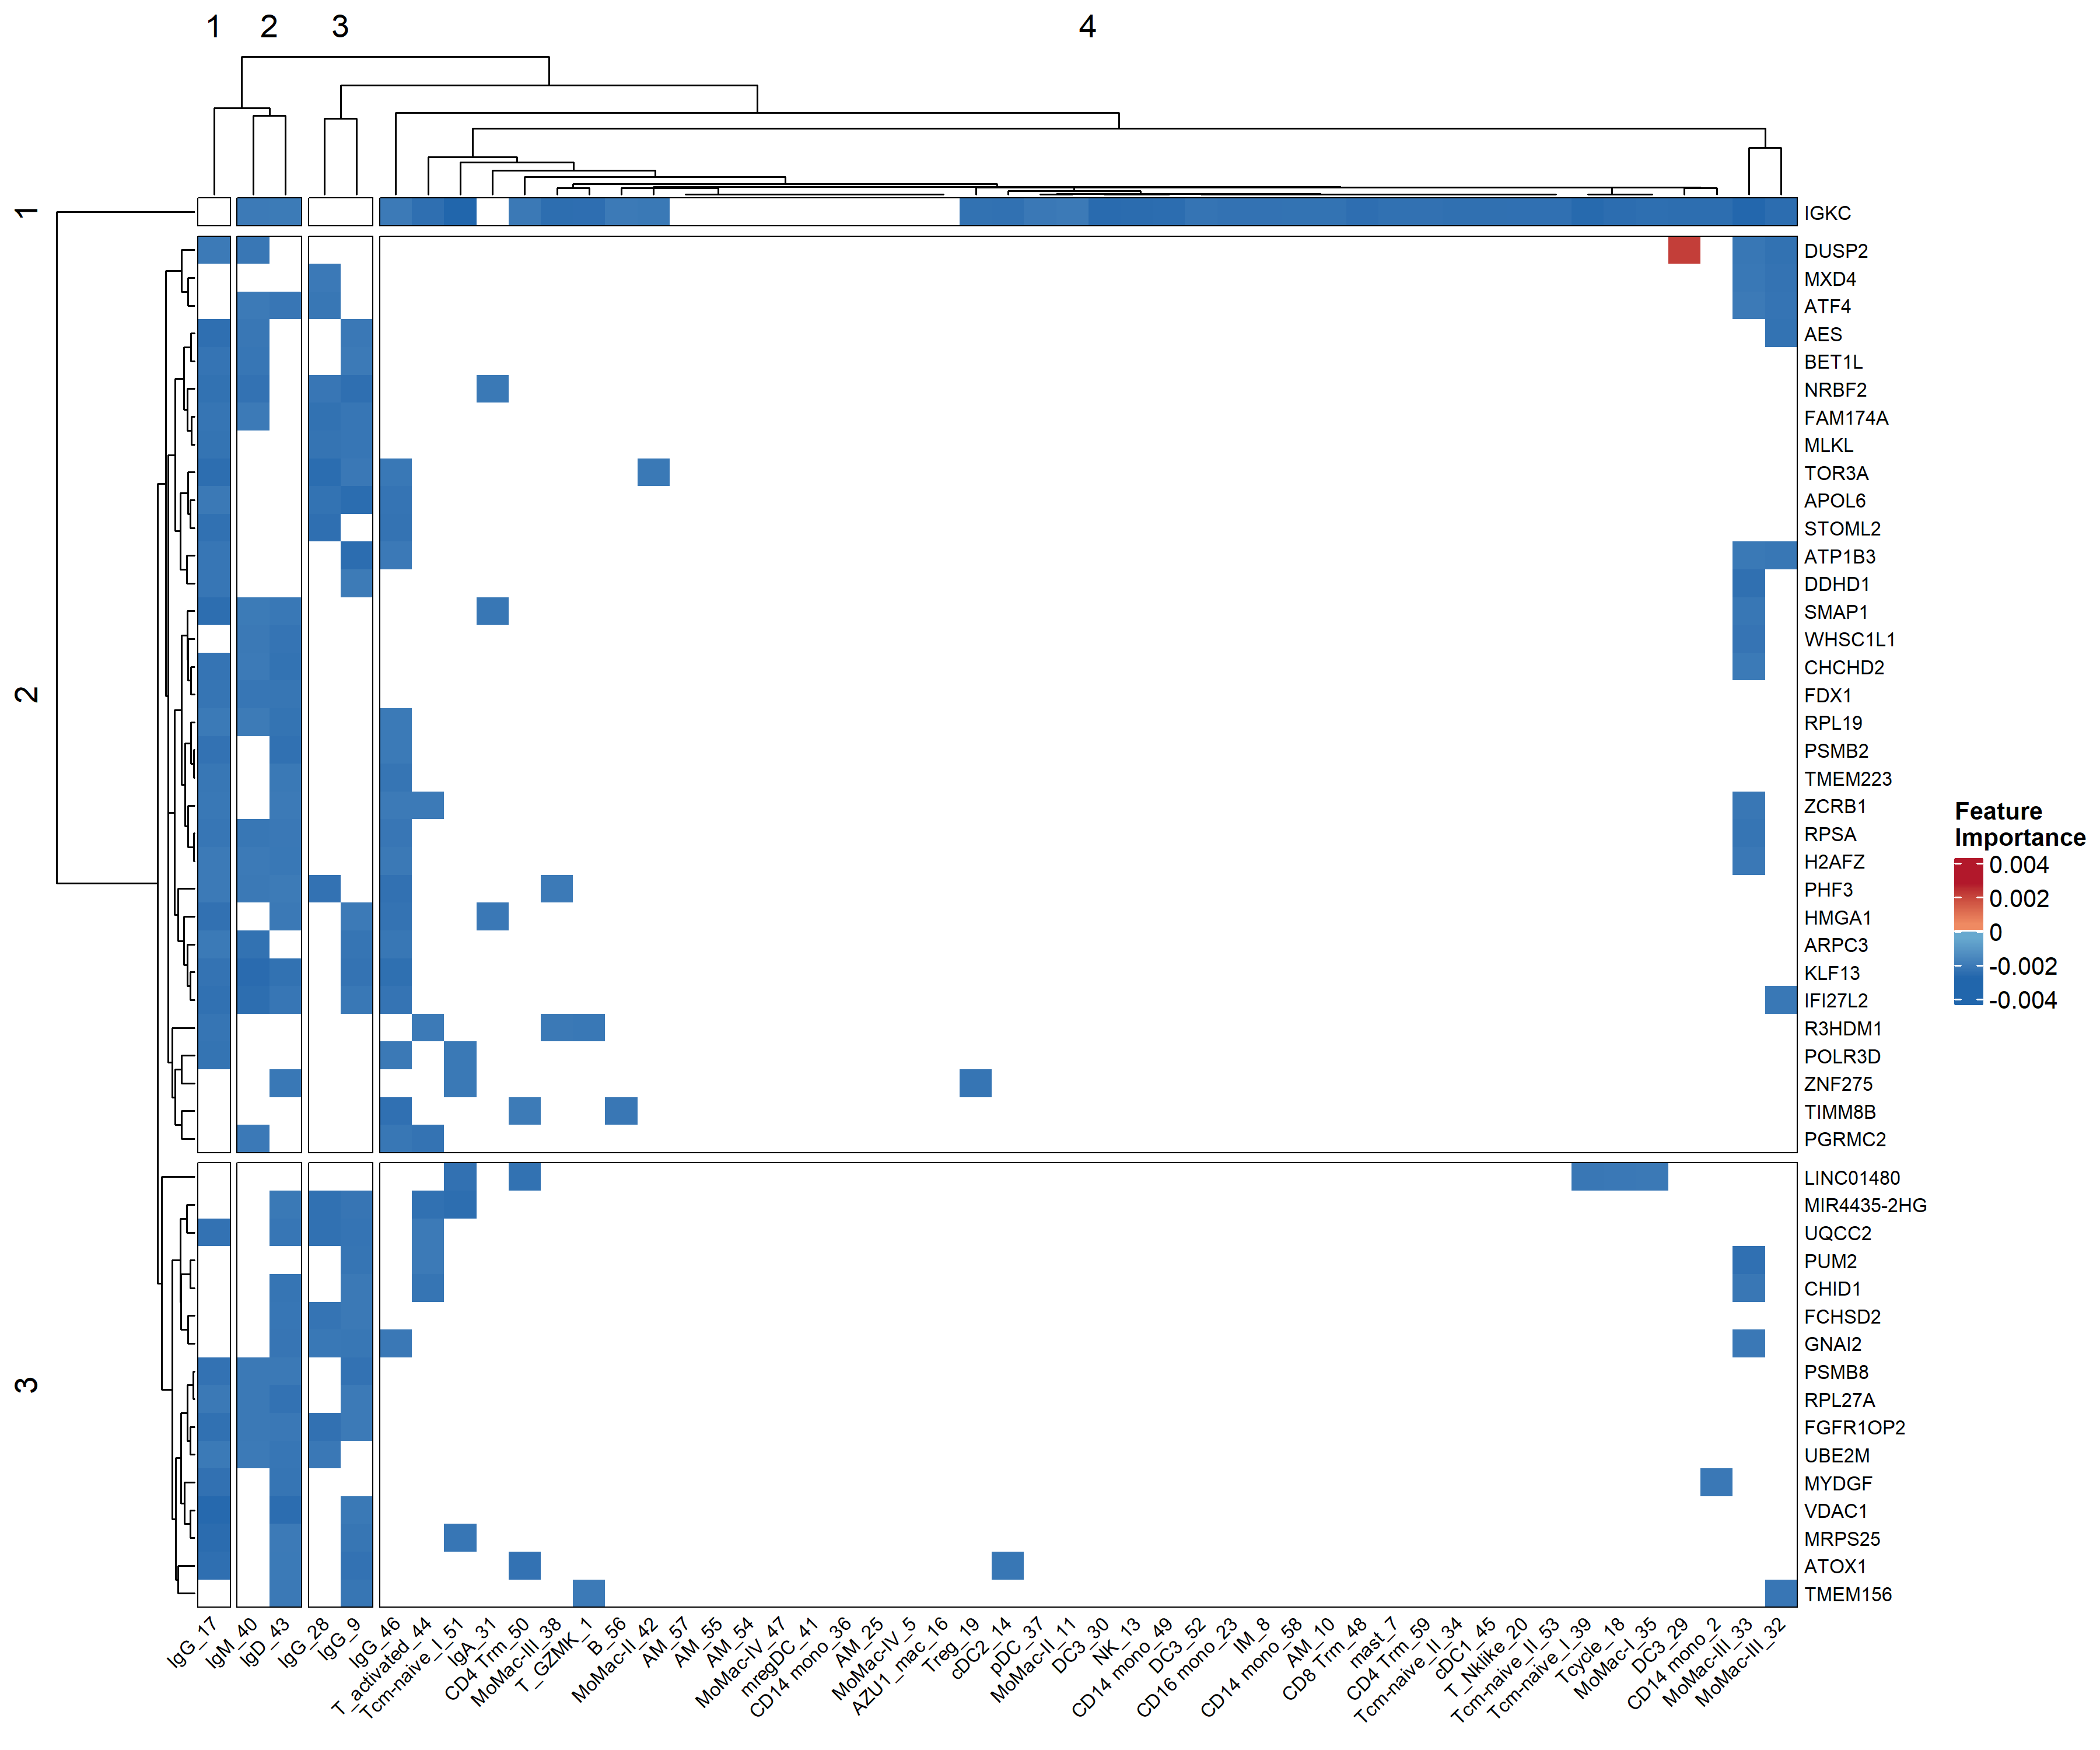 1 2 3 4
1
2
3
IGKC
DUSP2
MXD4
ATF4
AES
BET1L
NRBF2
FAM174A
MLKL
TOR3A
APOL6
STOML2
ATP1B3
DDHD1
SMAP1
WHSC1L1
CHCHD2
FDX1
RPL19
PSMB2
TMEM223
ZCRB1
RPSA
H2AFZ
PHF3
HMGA1
ARPC3
KLF13
IFI27L2
R3HDM1
POLR3D
ZNF275
TIMM8B
PGRMC2
LINC01480
MIR4435-2HG
UQCC2
PUM2
CHID1
FCHSD2
GNAI2
PSMB8
RPL27A
FGFR1OP2
UBE2M
MYDGF
VDAC1
MRPS25
ATOX1
TMEM156
IgG_17
IgM_40
IgD_43
IgG_28
IgG_9
IgG_46
T_activated_44
Tcm-naive_I_51
IgA_31
CD4 Trm_50
MoMac-III_38
T_GZMK_1
B_56
MoMac-II_42
AM_57
AM_55
AM_54
MoMac-IV_47
mregDC_41
CD14 mono_36
AM_25
MoMac-IV_5
AZU1_mac_16
Treg_19
cDC2_14
pDC_37
MoMac-II_11
DC3_30
NK_13
CD14 mono_49
DC3_52
CD16 mono_23
IM_8
CD14 mono_58
AM_10
CD8 Trm_48
mast_7
CD4 Trm_59
Tcm-naive_II_34
cDC1_45
T_Nklike_20
Tcm-naive_II_53
Tcm-naive_I_39
Tcycle_18
MoMac-I_35
DC3_29
CD14 mono_2
MoMac-III_33
MoMac-III_32
Feature
Importance
0.004
0.002
0
-0.002
-0.004